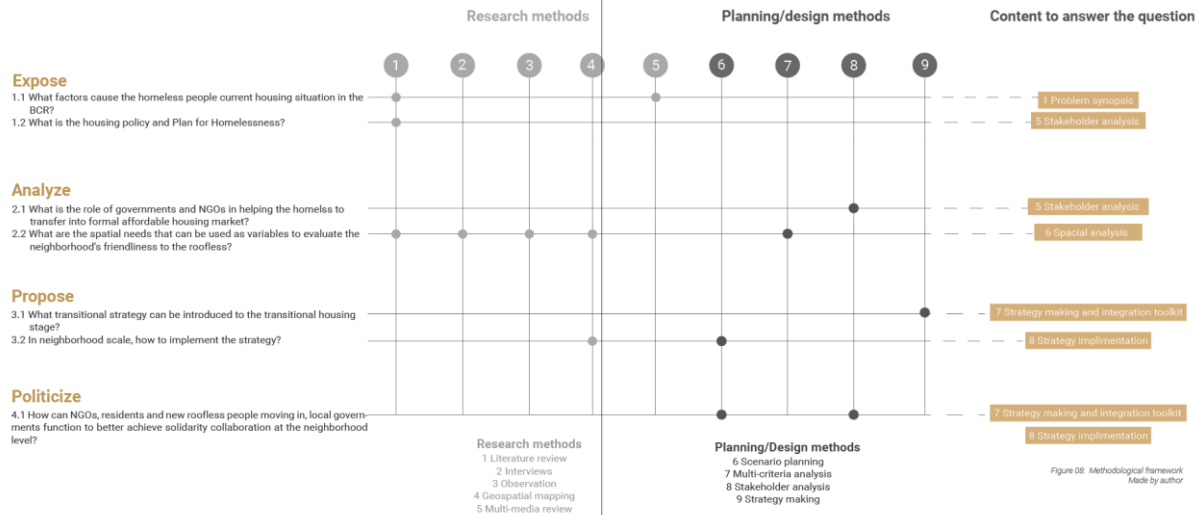 Research methods
Planning/design methods
Content to answer the question
1 2 3 4 5 6 7 8 9
Expose
1.1 What factors cause the homeless people current housing situation in the
BCR?
1 Problem synopsis
1.2 What is the housing policy and Plan for Homelessness?
5 Stakeholder analysis
Analyze
2.1 What is the role of governments and NGOs in helping the homelss to
transfer into formal affordable housing market?
5 Stakeholder analysis
2.2 What are the spatial needs that can be used as variables to evaluate the
neighborhood's friendliness to the roofless?
6 Spacial analysis
Propose
3.1 What transitional strategy can be introduced to the transitional housing
stage?
7 Strategy making and integration toolkit
3.2 In neighborhood scale, how to implement the strategy?
8 Strategy implimentation
Politicize
4.1 How can NGOs, residents and new roofless people moving in, local govern-
ments function to better achieve solidarity collaboration at the neighborhood
level?
7 Strategy making and integration toolkit
8 Strategy implimentation
Research methods
1 Literature review
2 Interviews
3 Observation
4 Geospatial mapping
5 Multi-media review
Planning/Design methods
6 Scenario planning
7 Multi-criteria analysis
8 Stakeholder analysis
9 Strategy making
Figure 08: Methodological framework
Made by author